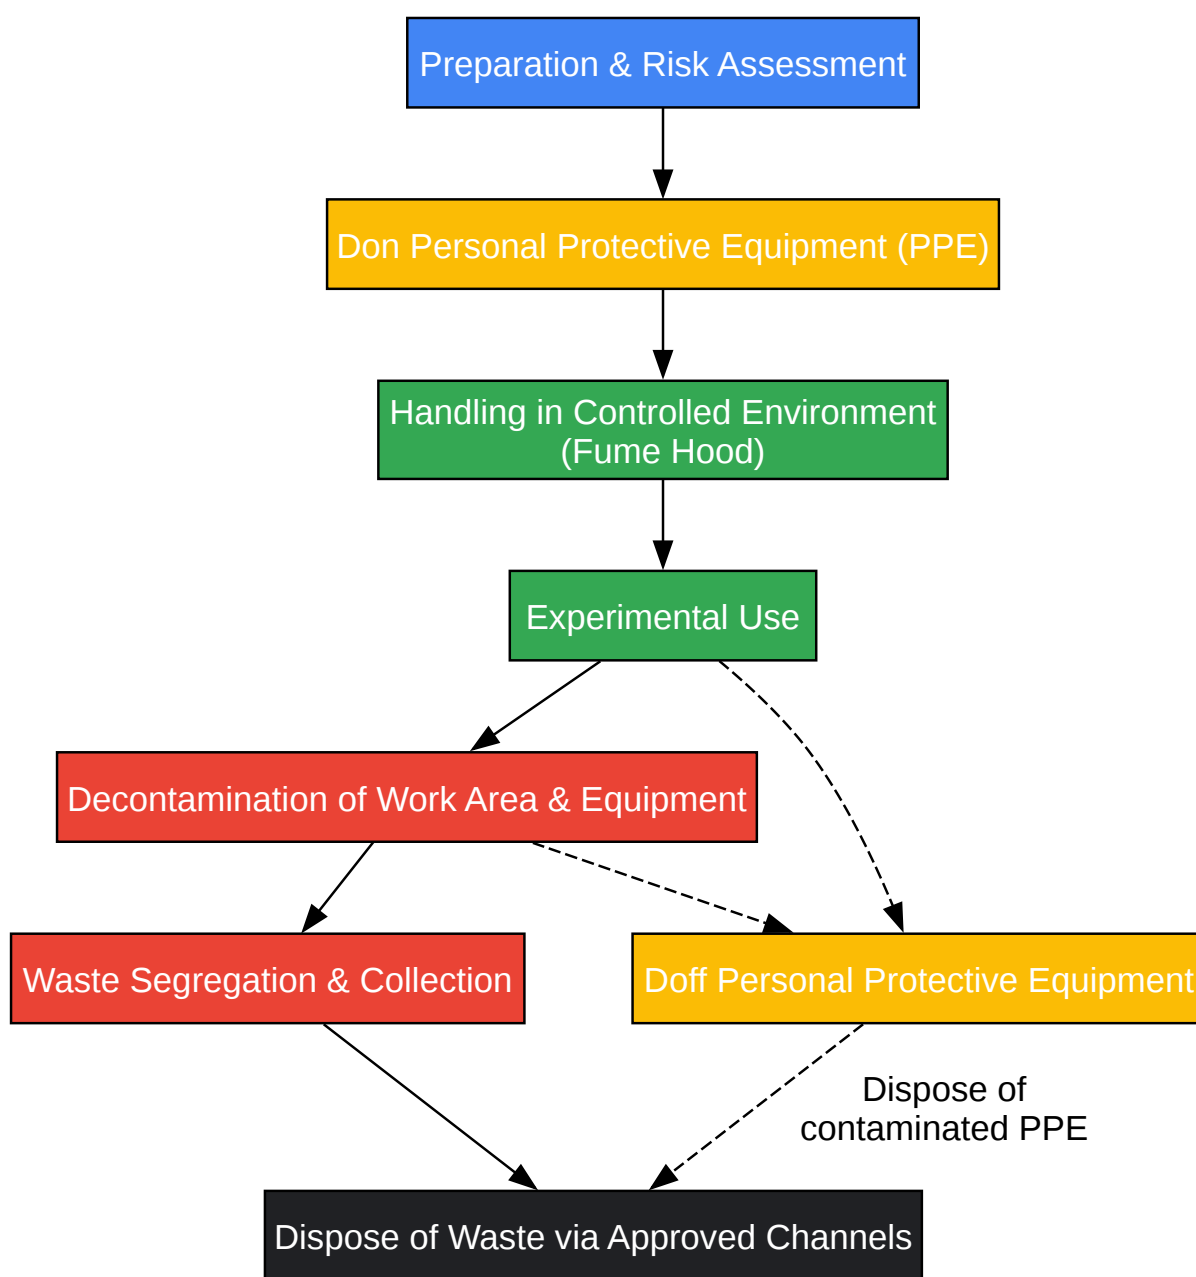 Preparation & Risk Assessment
Don Personal Protective Equipment (PPE)
Handling in Controlled Environment
(Fume Hood)
Experimental Use
Decontamination of Work Area & Equipment
Waste Segregation & Collection
Doff Personal Protective Equipment
Dispose of
contaminated PPE
Dispose of Waste via Approved Channels